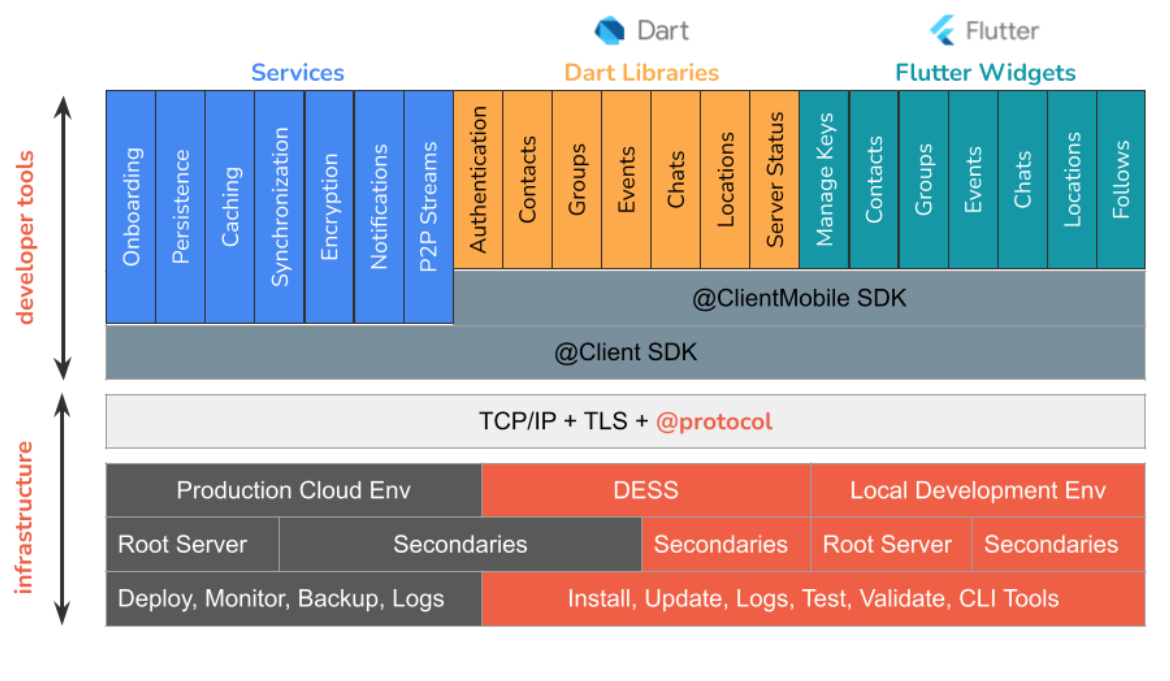 Dart
Flutter
Services
Dart Libraries
Flutter Widgets
developer tools
Onboarding
Persistence
Caching
Synchronization
Encryption
Notifications
P2P Streams
Authentication
Contacts
Groups
Events
Chats
Locations
Server Status
Manage Keys
Contacts
Groups
Events
Chats
Locations
Follows
@ClientMobile SDK
@Client SDK
infrastructure
TCP/IP + TLS + @protocol
Production Cloud Env
DESS
Local Development Env
Root Server
Secondaries
Secondaries
Root Server
Secondaries
Deploy, Monitor, Backup, Logs
Install, Update, Logs, Test, Validate, CLI Tools